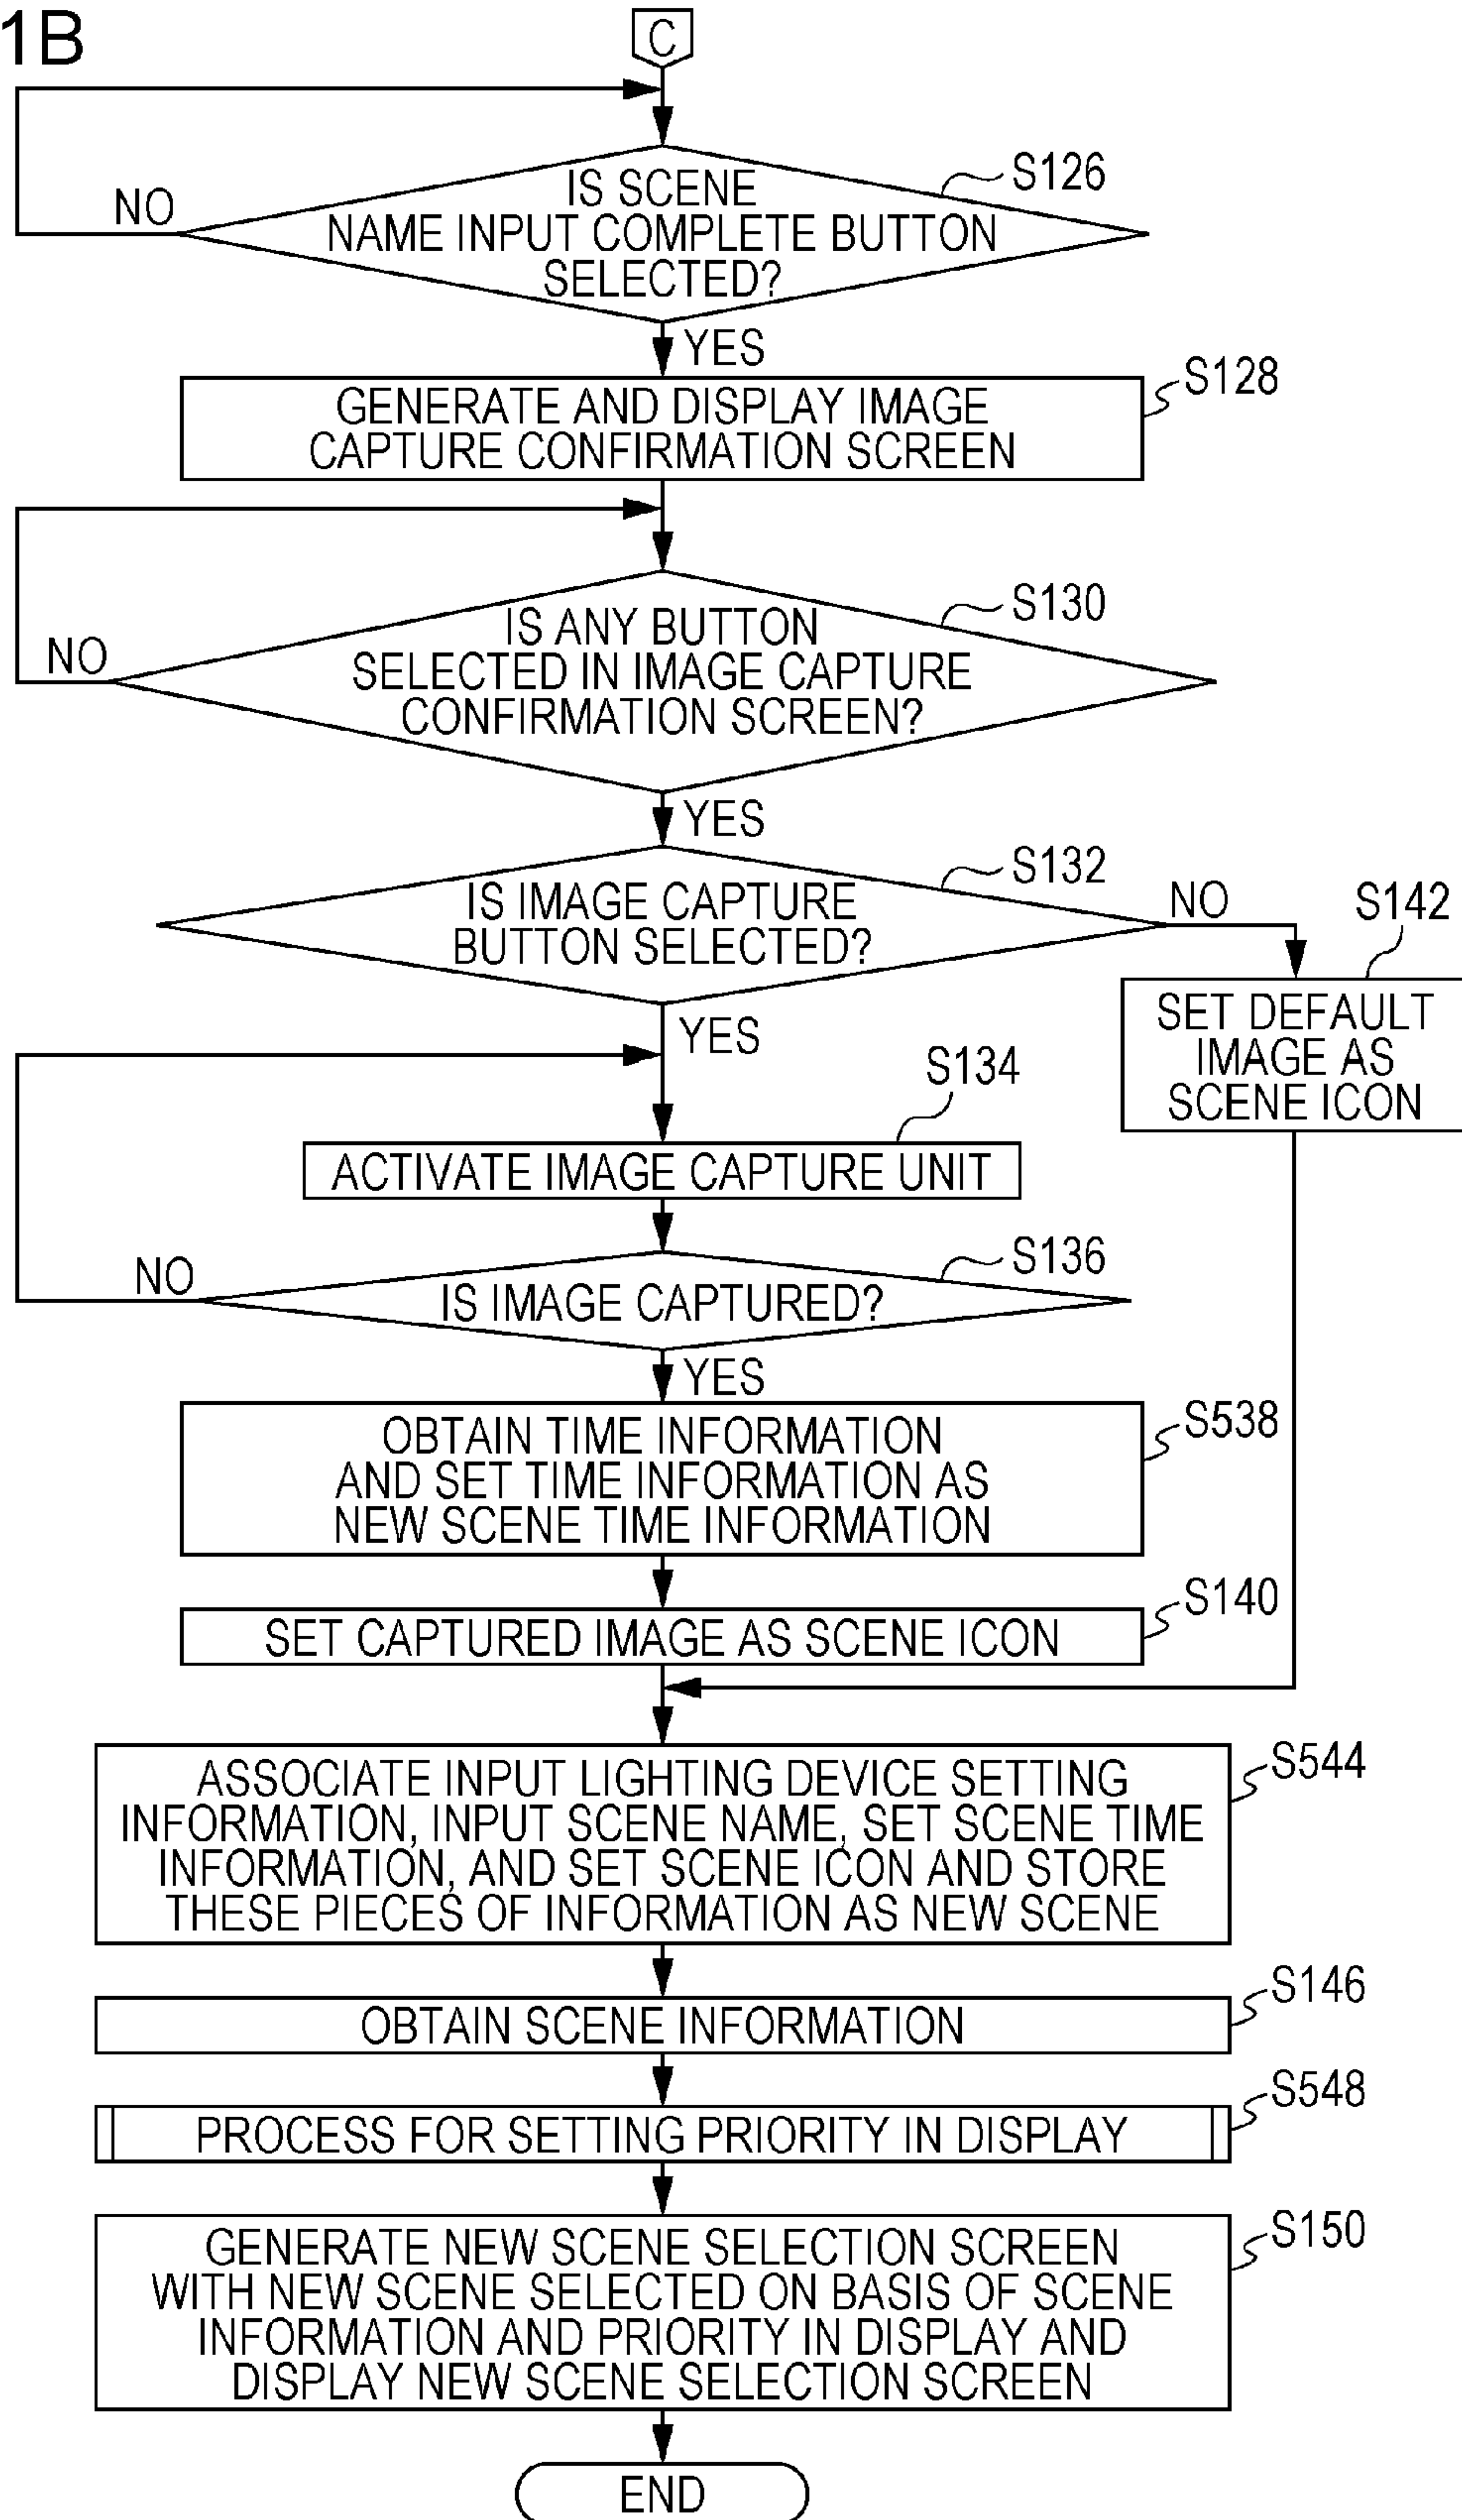 1B
C
S126
IS SCENE
NAME INPUT COMPLETE BUTTON
SELECTED?
NO
YES
S128
GENERATE AND DISPLAY IMAGE
CAPTURE CONFIRMATION SCREEN
S130
IS ANY BUTTON
SELECTED IN IMAGE CAPTURE
CONFIRMATION SCREEN?
NO
YES
S132
IS IMAGE CAPTURE
BUTTON SELECTED?
NO
S142
SET DEFAULT
IMAGE AS
SCENE ICON
YES
S134
ACTIVATE IMAGE CAPTURE UNIT
S136
IS IMAGE CAPTURED?
NO
YES
S538
OBTAIN TIME INFORMATION
AND SET TIME INFORMATION AS
NEW SCENE TIME INFORMATION
S140
SET CAPTURED IMAGE AS SCENE ICON
S544
ASSOCIATE INPUT LIGHTING DEVICE SETTING
INFORMATION, INPUT SCENE NAME, SET SCENE TIME
INFORMATION, AND SET SCENE ICON AND STORE
THESE PIECES OF INFORMATION AS NEW SCENE
S146
OBTAIN SCENE INFORMATION
S548
PROCESS FOR SETTING PRIORITY IN DISPLAY
S150
GENERATE NEW SCENE SELECTION SCREEN
WITH NEW SCENE SELECTED ON BASIS OF SCENE
INFORMATION AND PRIORITY IN DISPLAY AND
DISPLAY NEW SCENE SELECTION SCREEN
END